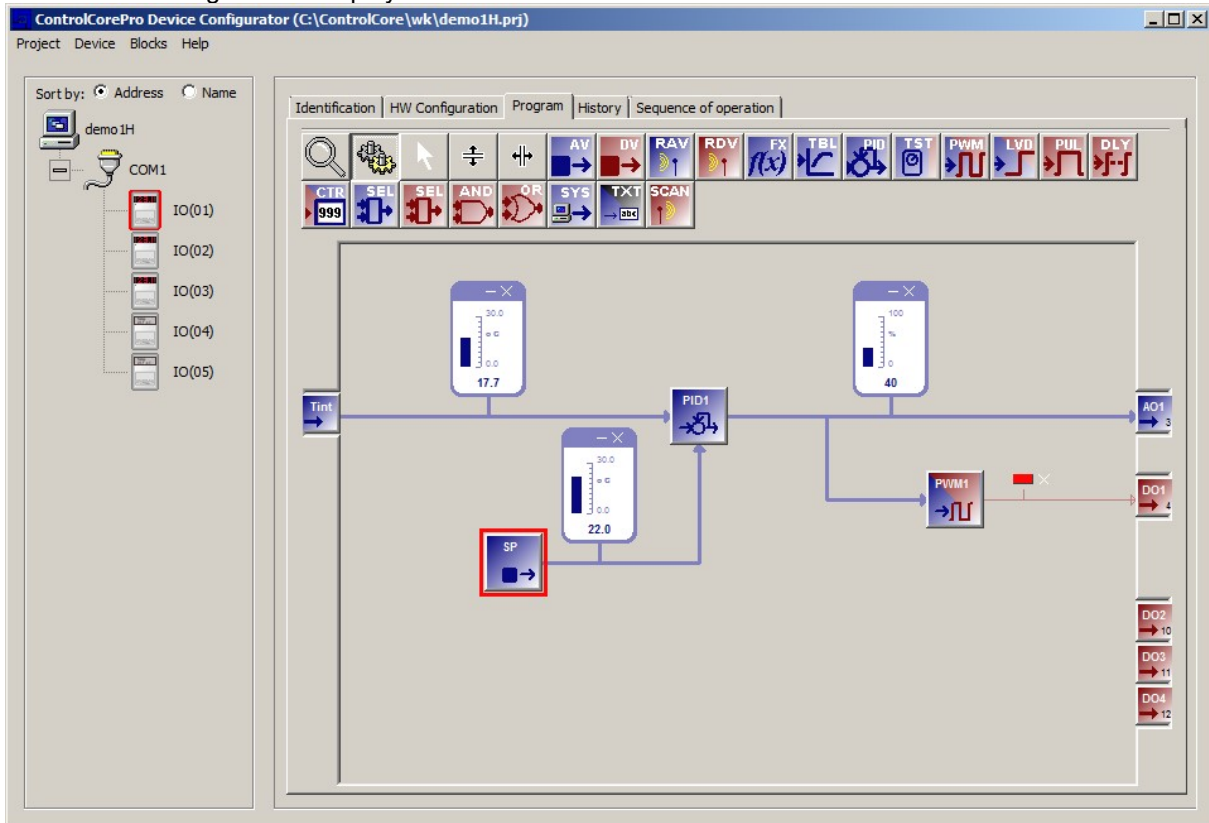 ControlCorePro Device Configurator (C:\ControlCore\wk\demo1H.prj)
Project Device Blocks Help
Sort by: Address Name
demo1H
COM1
IO(01)
IO(02)
IO(03)
IO(04)
IO(05)
Identification HW Configuration Program History Sequence of operation
AV DV RAV RDV FX TBL PID TST PWM LVD PUL DLY
f(x)
CTR SEL SEL AND OR SYS TXT SCAN
999 abc
30.0
°C
0.0
17.7
100
%
0
40
Tint
PID1
AO1
3
30.0
°C
0.0
22.0
PWM1
DO1
4
SP
DO2
10
DO3
11
DO4
12